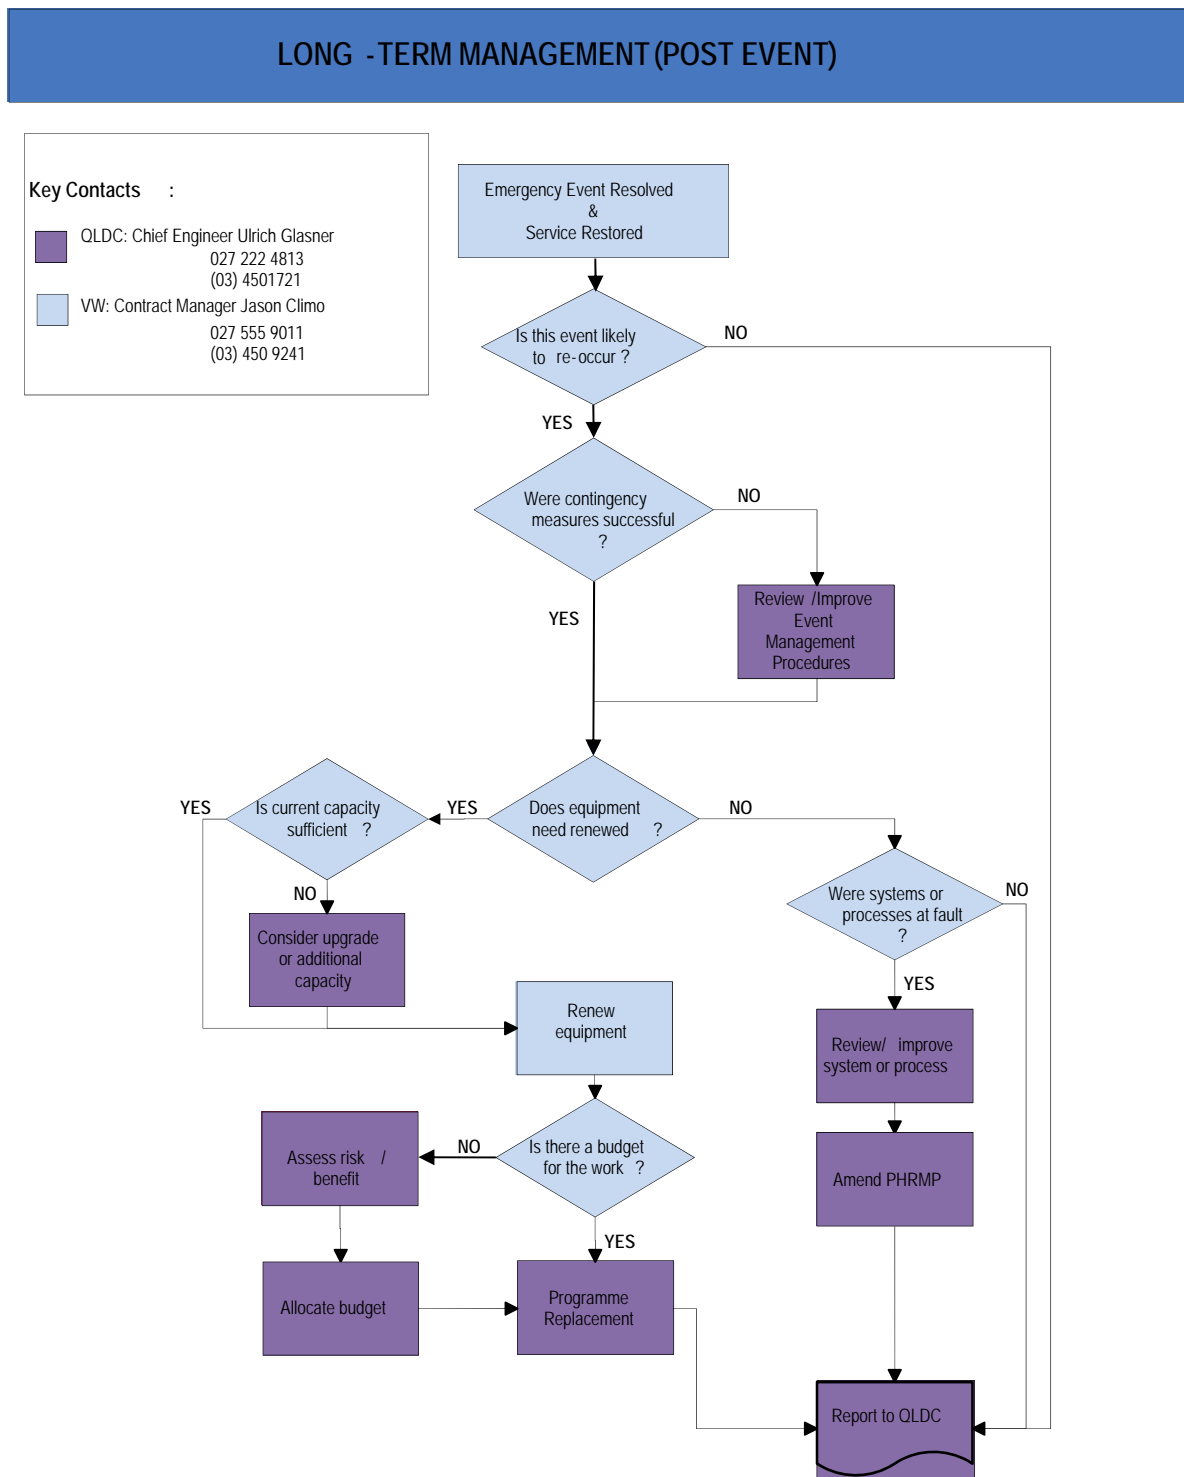 LONG - TERM MANAGEMENT (POST EVENT)
Key Contacts :
QLDC: Chief Engineer Ulrich Glasner
027 222 4813
(03) 4501721
VW: Contract Manager Jason Climo
027 555 9011
(03) 450 9241
Emergency Event Resolved
&
Service Restored
Is this event likely
to re-occur ?
NO
YES
Were contingency
measures successful
?
NO
YES
Review /Improve
Event
Management
Procedures
Does equipment
need renewed ?
YES
NO
Is current capacity
sufficient ?
YES
NO
Consider upgrade
or additional
capacity
Were systems or
processes at fault
?
NO
YES
Renew
equipment
Review/ improve
system or process
Is there a budget
for the work ?
NO
YES
Assess risk /
benefit
Amend PHRMP
Allocate budget
Programme
Replacement
Report to QLDC